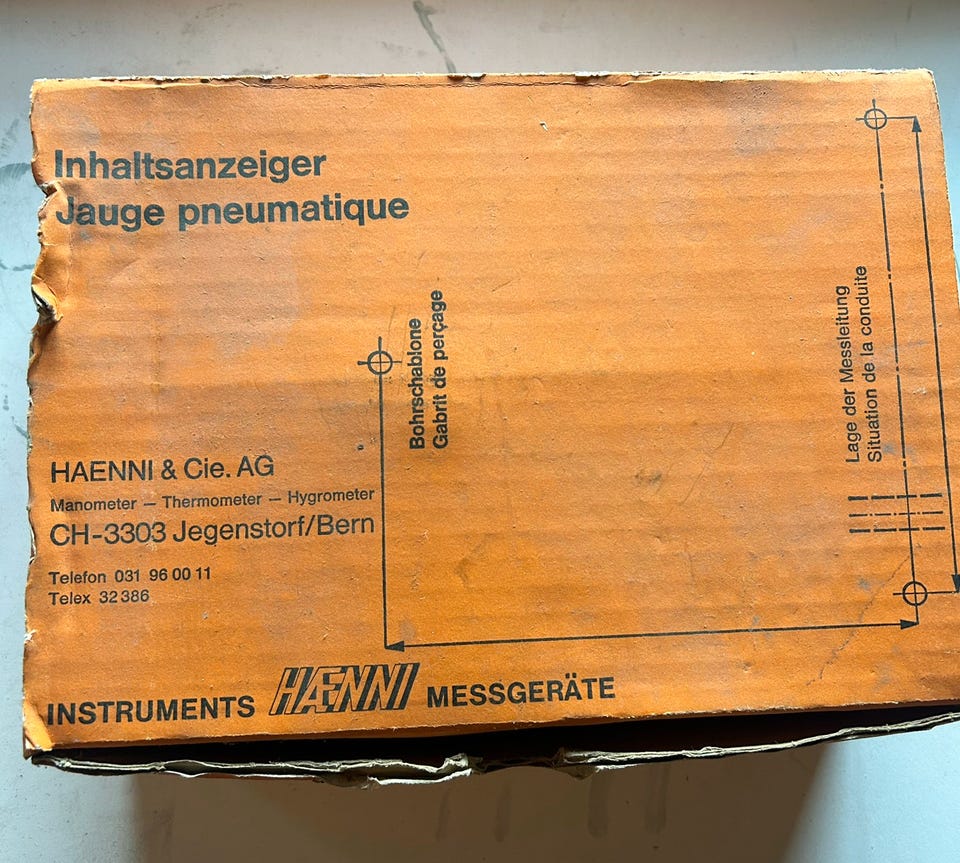 Inhaltsanzeiger
Jauge pneumatique
Bohrschablone
Gabrit de perçage
Lage der Messleitung
Situation de la conduite
HAENNI & Cie. AG
Manometer — Thermometer — Hygrometer
CH-3303 Jegenstorf/Bern
Telefon 031 96 00 11
Telex 32 386
INSTRUMENTS HÆNNI MESSGERÄTE